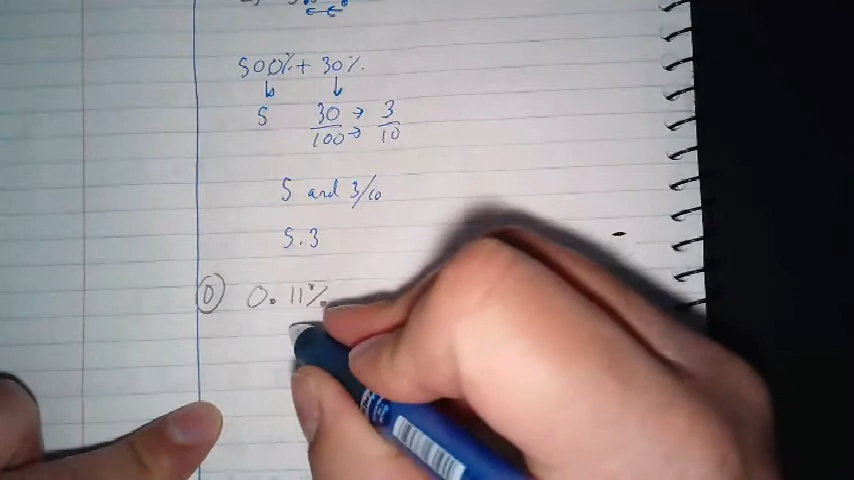 500% + 30%
↓ ↓
5 30 → 3
100 → 10
5 and 3/10
5.3
D 0.11%